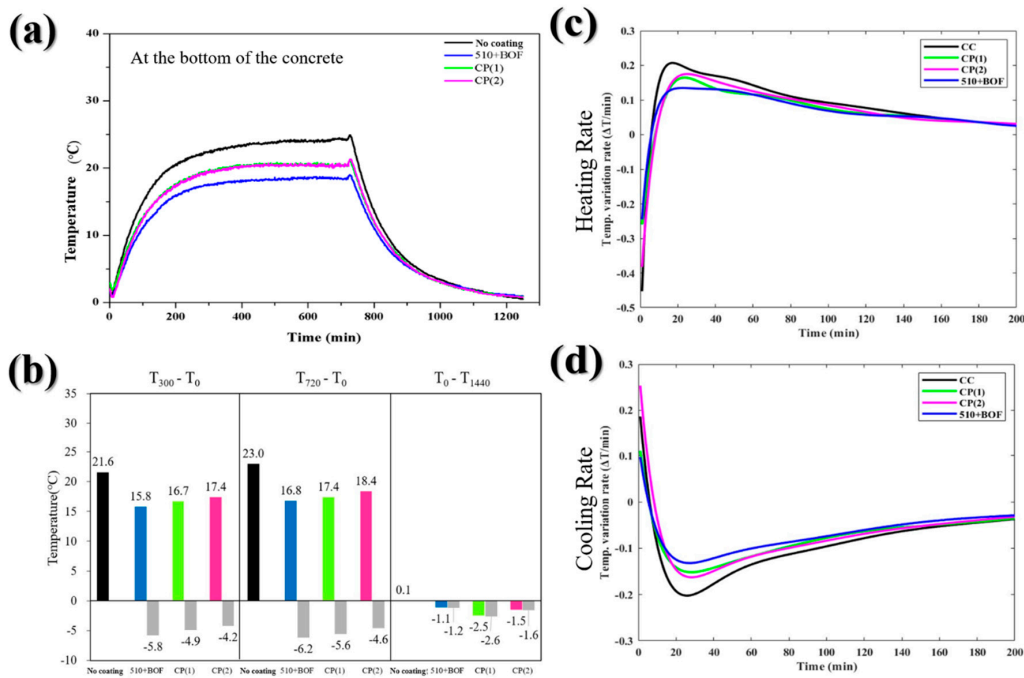 (a)
At the bottom of the concrete
No coating
510+BOF
CP(1)
CP(2)
40
30
20
10
0
Temperature (°C)
0 200 400 600 800 1000 1200
Time (min)
(b)
T300 - T0 T720 - T0 T0 - T1440
35
30
25
20
15
10
5
0
-5
-10
Temperature(°C)
21.6 15.8 16.7 17.4
-5.8 -4.9 -4.2
23.0 16.8 17.4 18.4
-6.2 -5.6 -4.6
0.1 -1.1 -1.2 -2.5 -2.6 -1.5 -1.6
No coating 510+BOF CP(1) CP(2) No coating 510+BOF CP(1) CP(2) No coating: 510+BOF CP(1) CP(2)
(c)
CC
CP(1)
CP(2)
510+BOF
0.3
0.2
0.1
0
-0.1
-0.2
-0.3
-0.4
-0.5
Heating Rate
Temp. variation rate (ΔT/min)
0 20 40 60 80 100 120 140 160 180 200
Time (min)
(d)
CC
CP(1)
CP(2)
510+BOF
0.3
0.2
0.1
0
-0.1
-0.2
0.3
Cooling Rate
Temp. variation rate (ΔT/min)
0 20 40 60 80 100 120 140 160 180 200
Time (min)